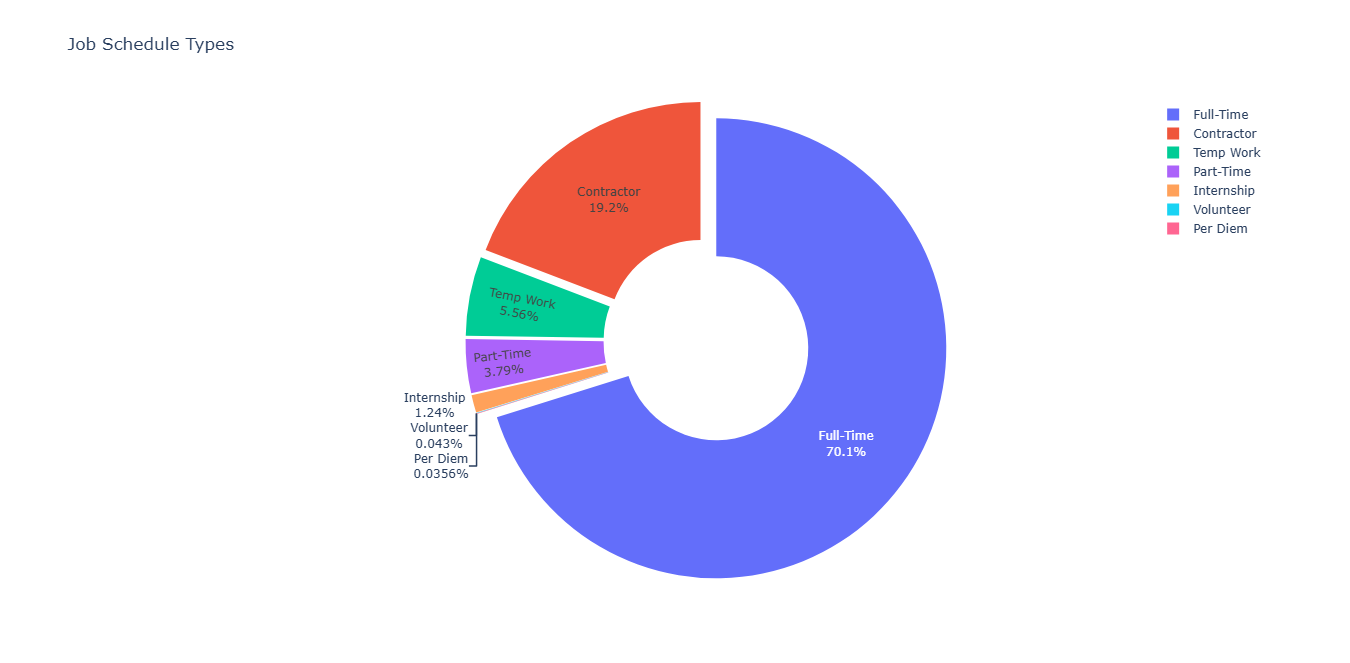 Job Schedule Types
Full-Time
Contractor
Temp Work
Part-Time
Internship
Volunteer
Per Diem
Contractor
19.2%
Temp Work
5.56%
Part-Time
3.79%
Internship
1.24%
Volunteer
0.043%
Per Diem
0.0356%
Full-Time
70.1%